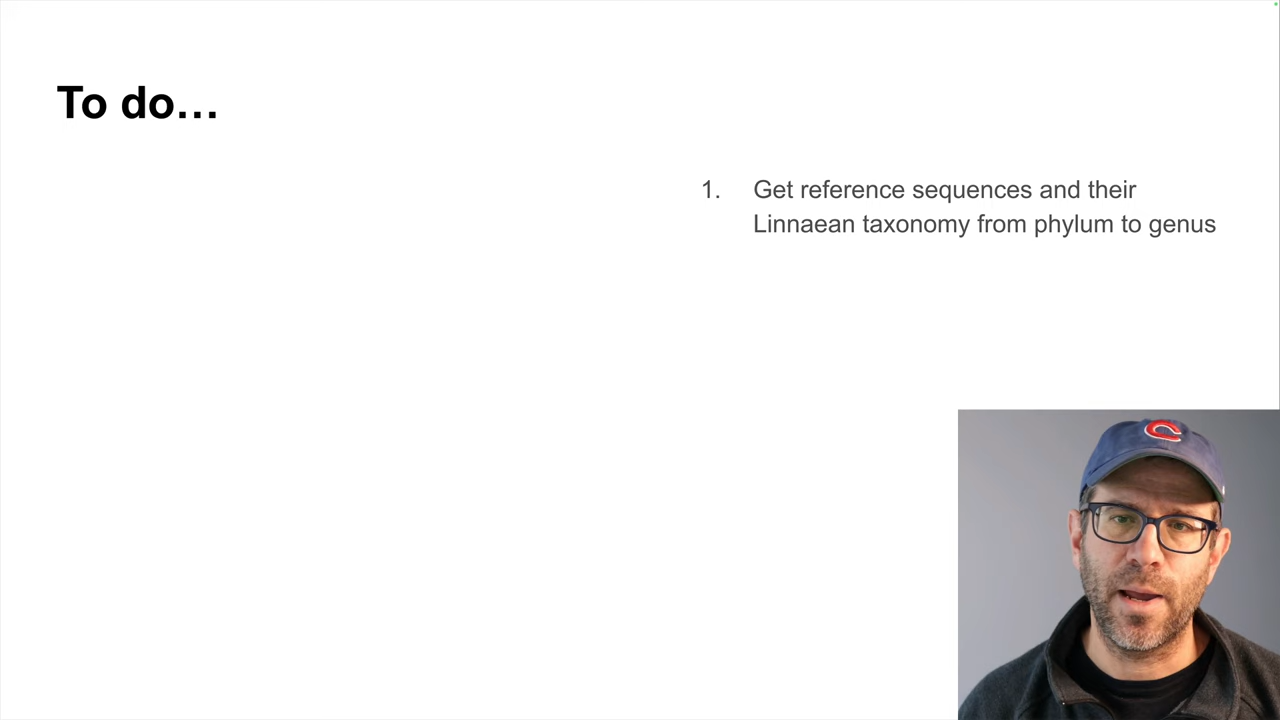 To do…
1. Get reference sequences and their
Linnaean taxonomy from phylum to genus
C